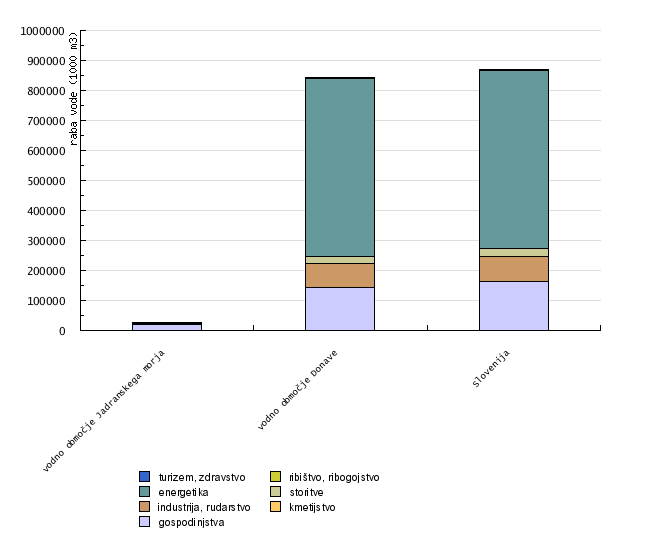 1000000
900000
800000
700000
600000
500000
400000
300000
200000
100000
0
raba vode (1000 m3)
vodno območje Jadranskega morja
vodno območje Donave
Slovenija
turizem, zdravstvo
ribištvo, ribogojstvo
energetika
storitve
industrija, rudarstvo
kmetijstvo
gospodinjstva